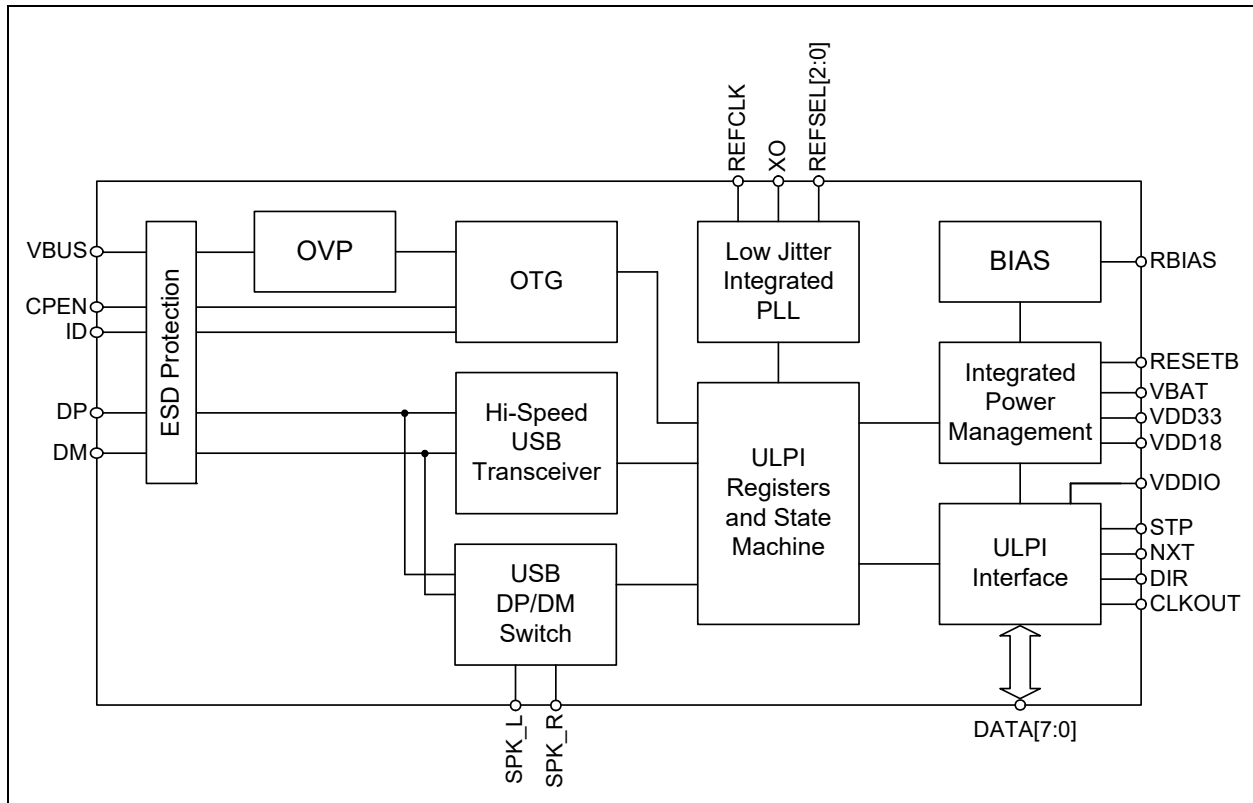 REFCLK
XO
REFSEL[2:0]
VBUS
CPEN
ID
DP
DM
ESD Protection
OVP
OTG
Hi-Speed
USB
Transceiver
USB
DP/DM
Switch
SPK_L
SPK_R
Low Jitter
Integrated
PLL
ULPI
Registers
and State
Machine
BIAS
Integrated
Power
Management
ULPI
Interface
RBIAS
RESETB
VBAT
VDD33
VDD18
VDDIO
STP
NXT
DIR
CLKOUT
DATA[7:0]